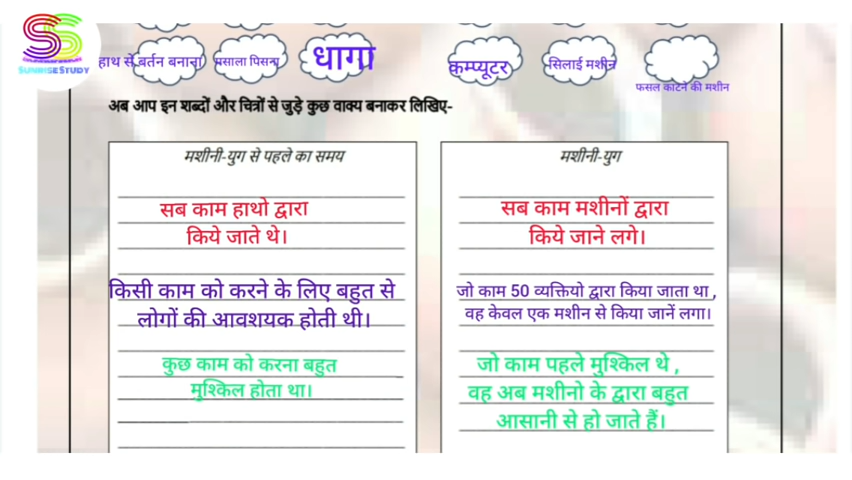 SUNRISE STUDY
हाथ से बर्तन बनाना मसाला पिसना धागा कम्प्यूटर सिलाई मशीन
फसल काटने की मशीन
अब आप इन शब्दों और चित्रों से जुड़े कुछ वाक्य बनाकर लिखिए-
मशीनी-युग से पहले का समय
सब काम हाथो द्वारा
किये जाते थे।
किसी काम को करने के लिए बहुत से
लोगों की आवशयक होती थी।
कुछ काम को करना बहुत
मुश्किल होता था।
मशीनी-युग
सब काम मशीनों द्वारा
किये जाने लगे।
जो काम 50 व्यक्तियो द्वारा किया जाता था ,
वह केवल एक मशीन से किया जानें लगा।
जो काम पहले मुश्किल थे ,
वह अब मशीनो के द्वारा बहुत
आसानी से हो जाते हैं।